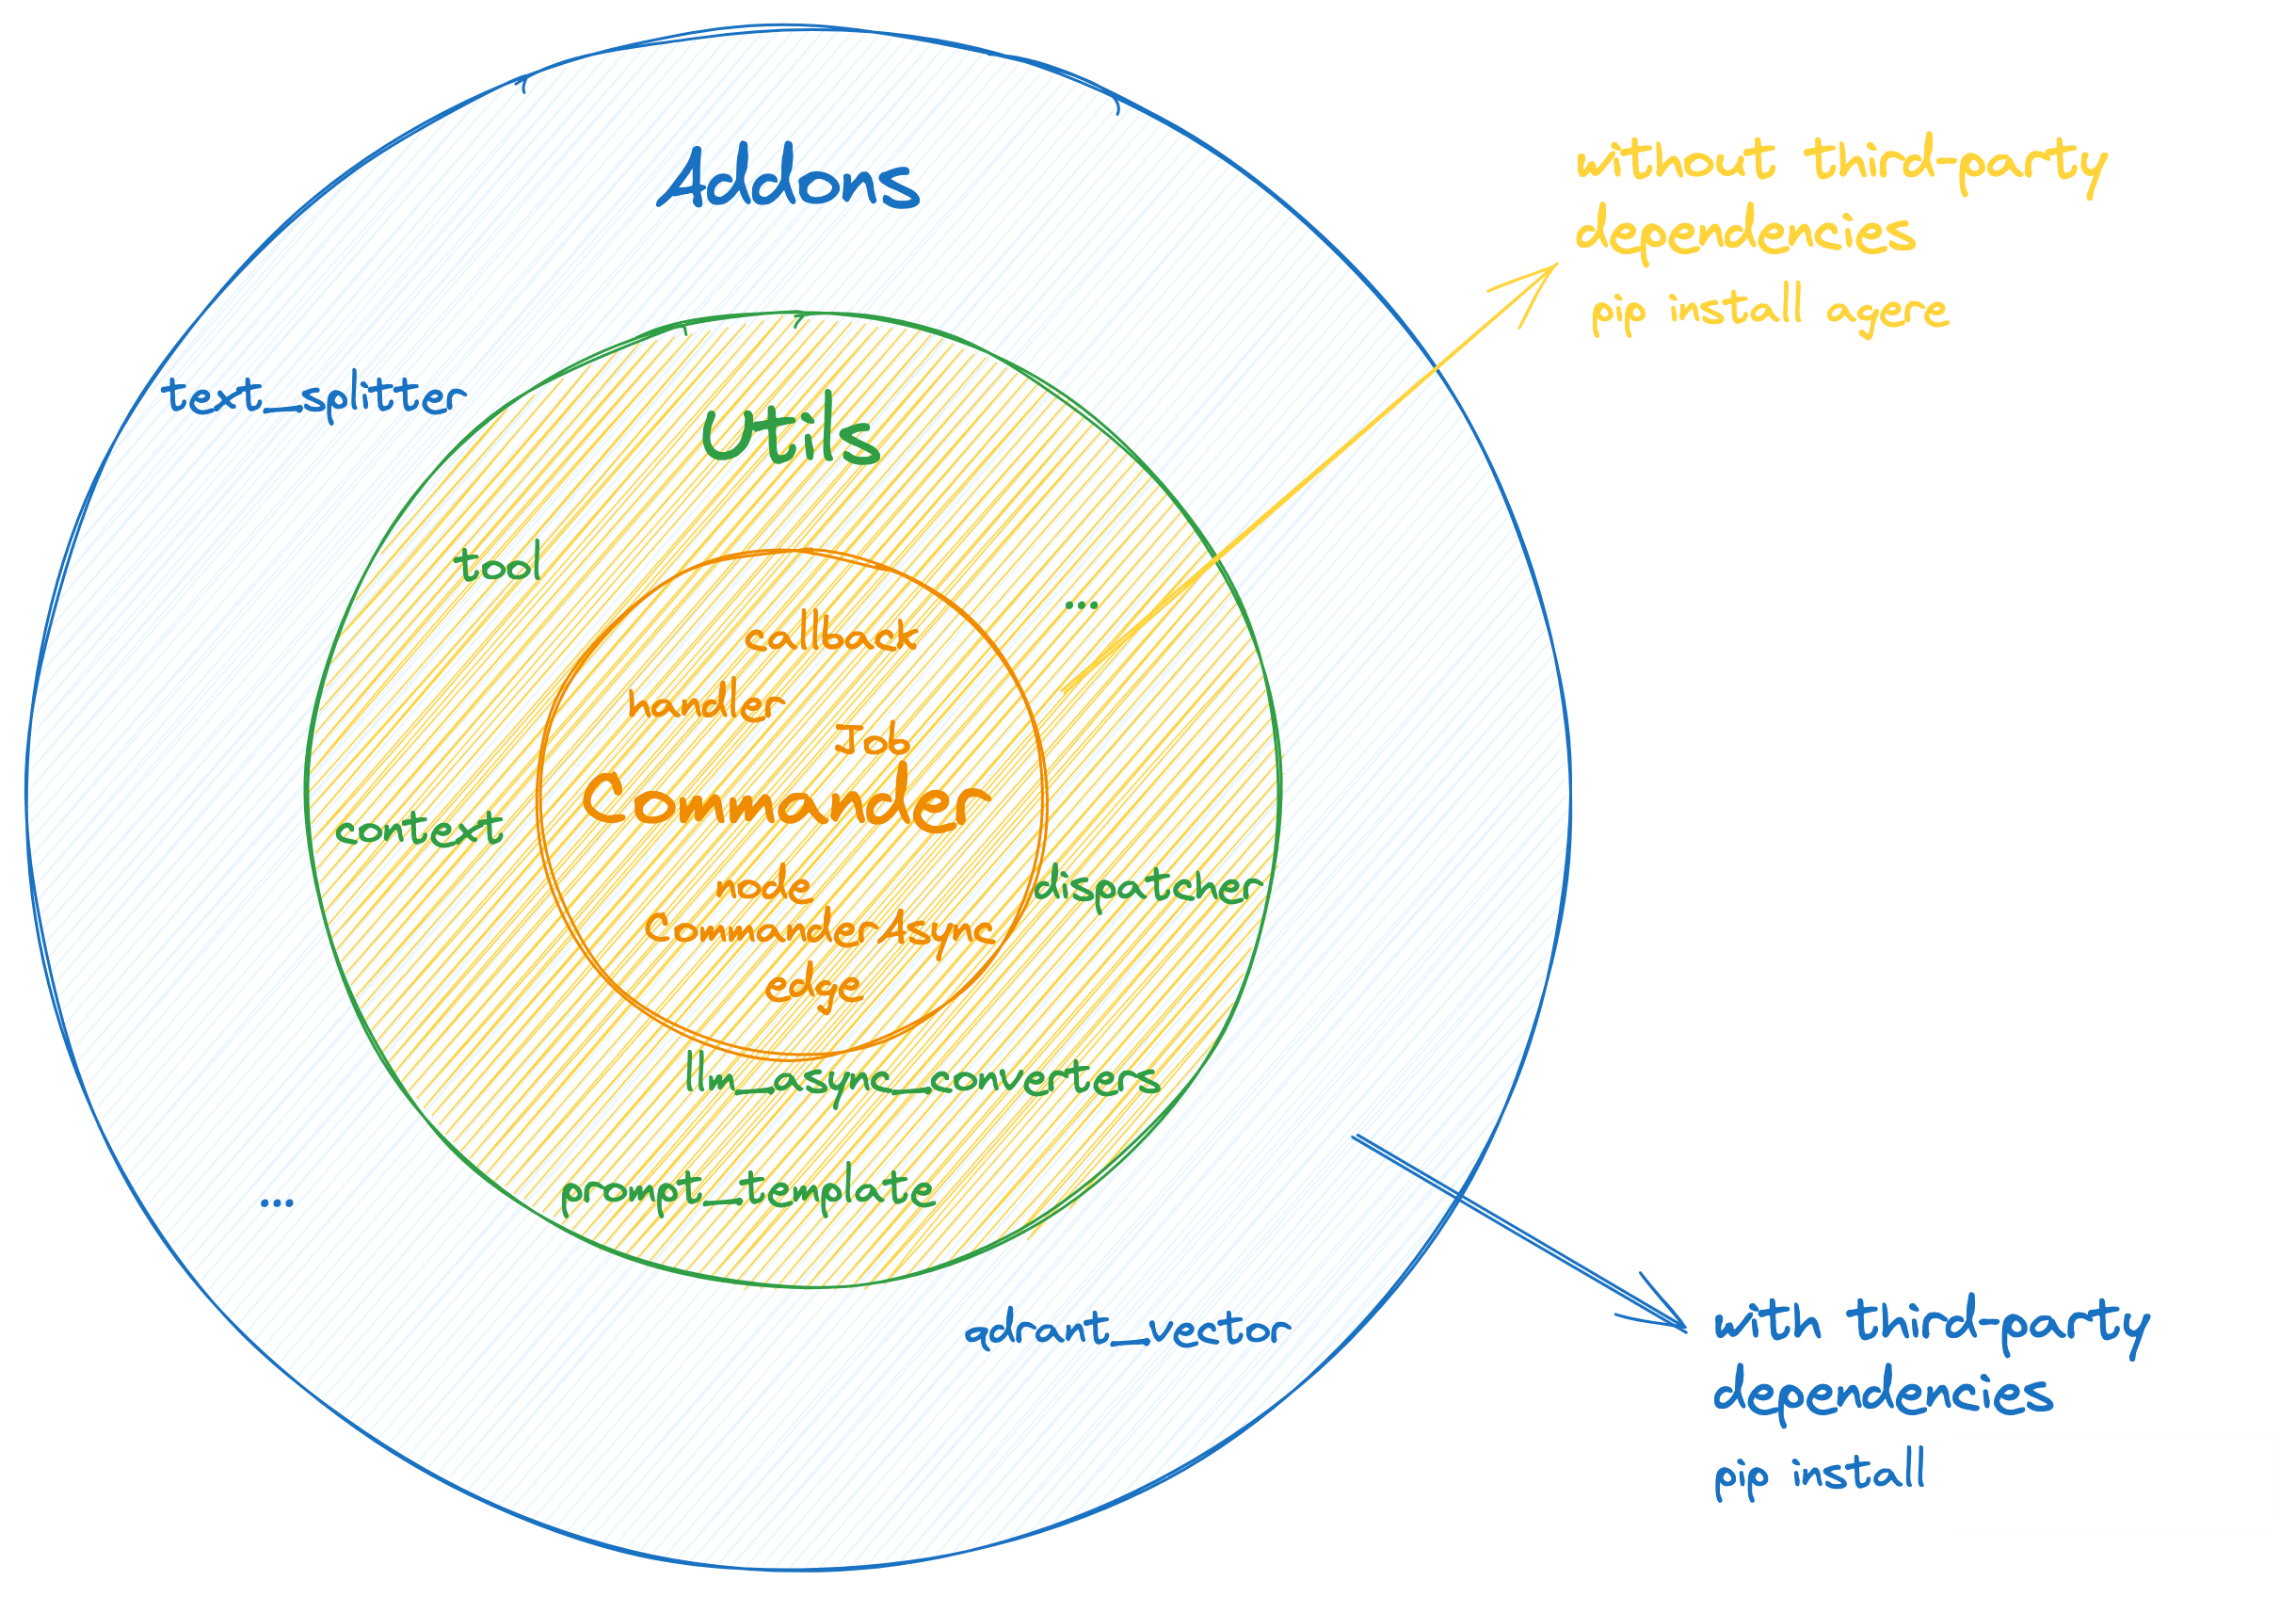 Addons
without third-party
dependencies
pip install agere
text_splitter
Utils
tool
...
callback
handler
Job
Commander
context
node
dispatcher
CommanderAsync
edge
llm_async_converters
prompt_template
...
qdrant_vector
with third-party
dependencies
pip install